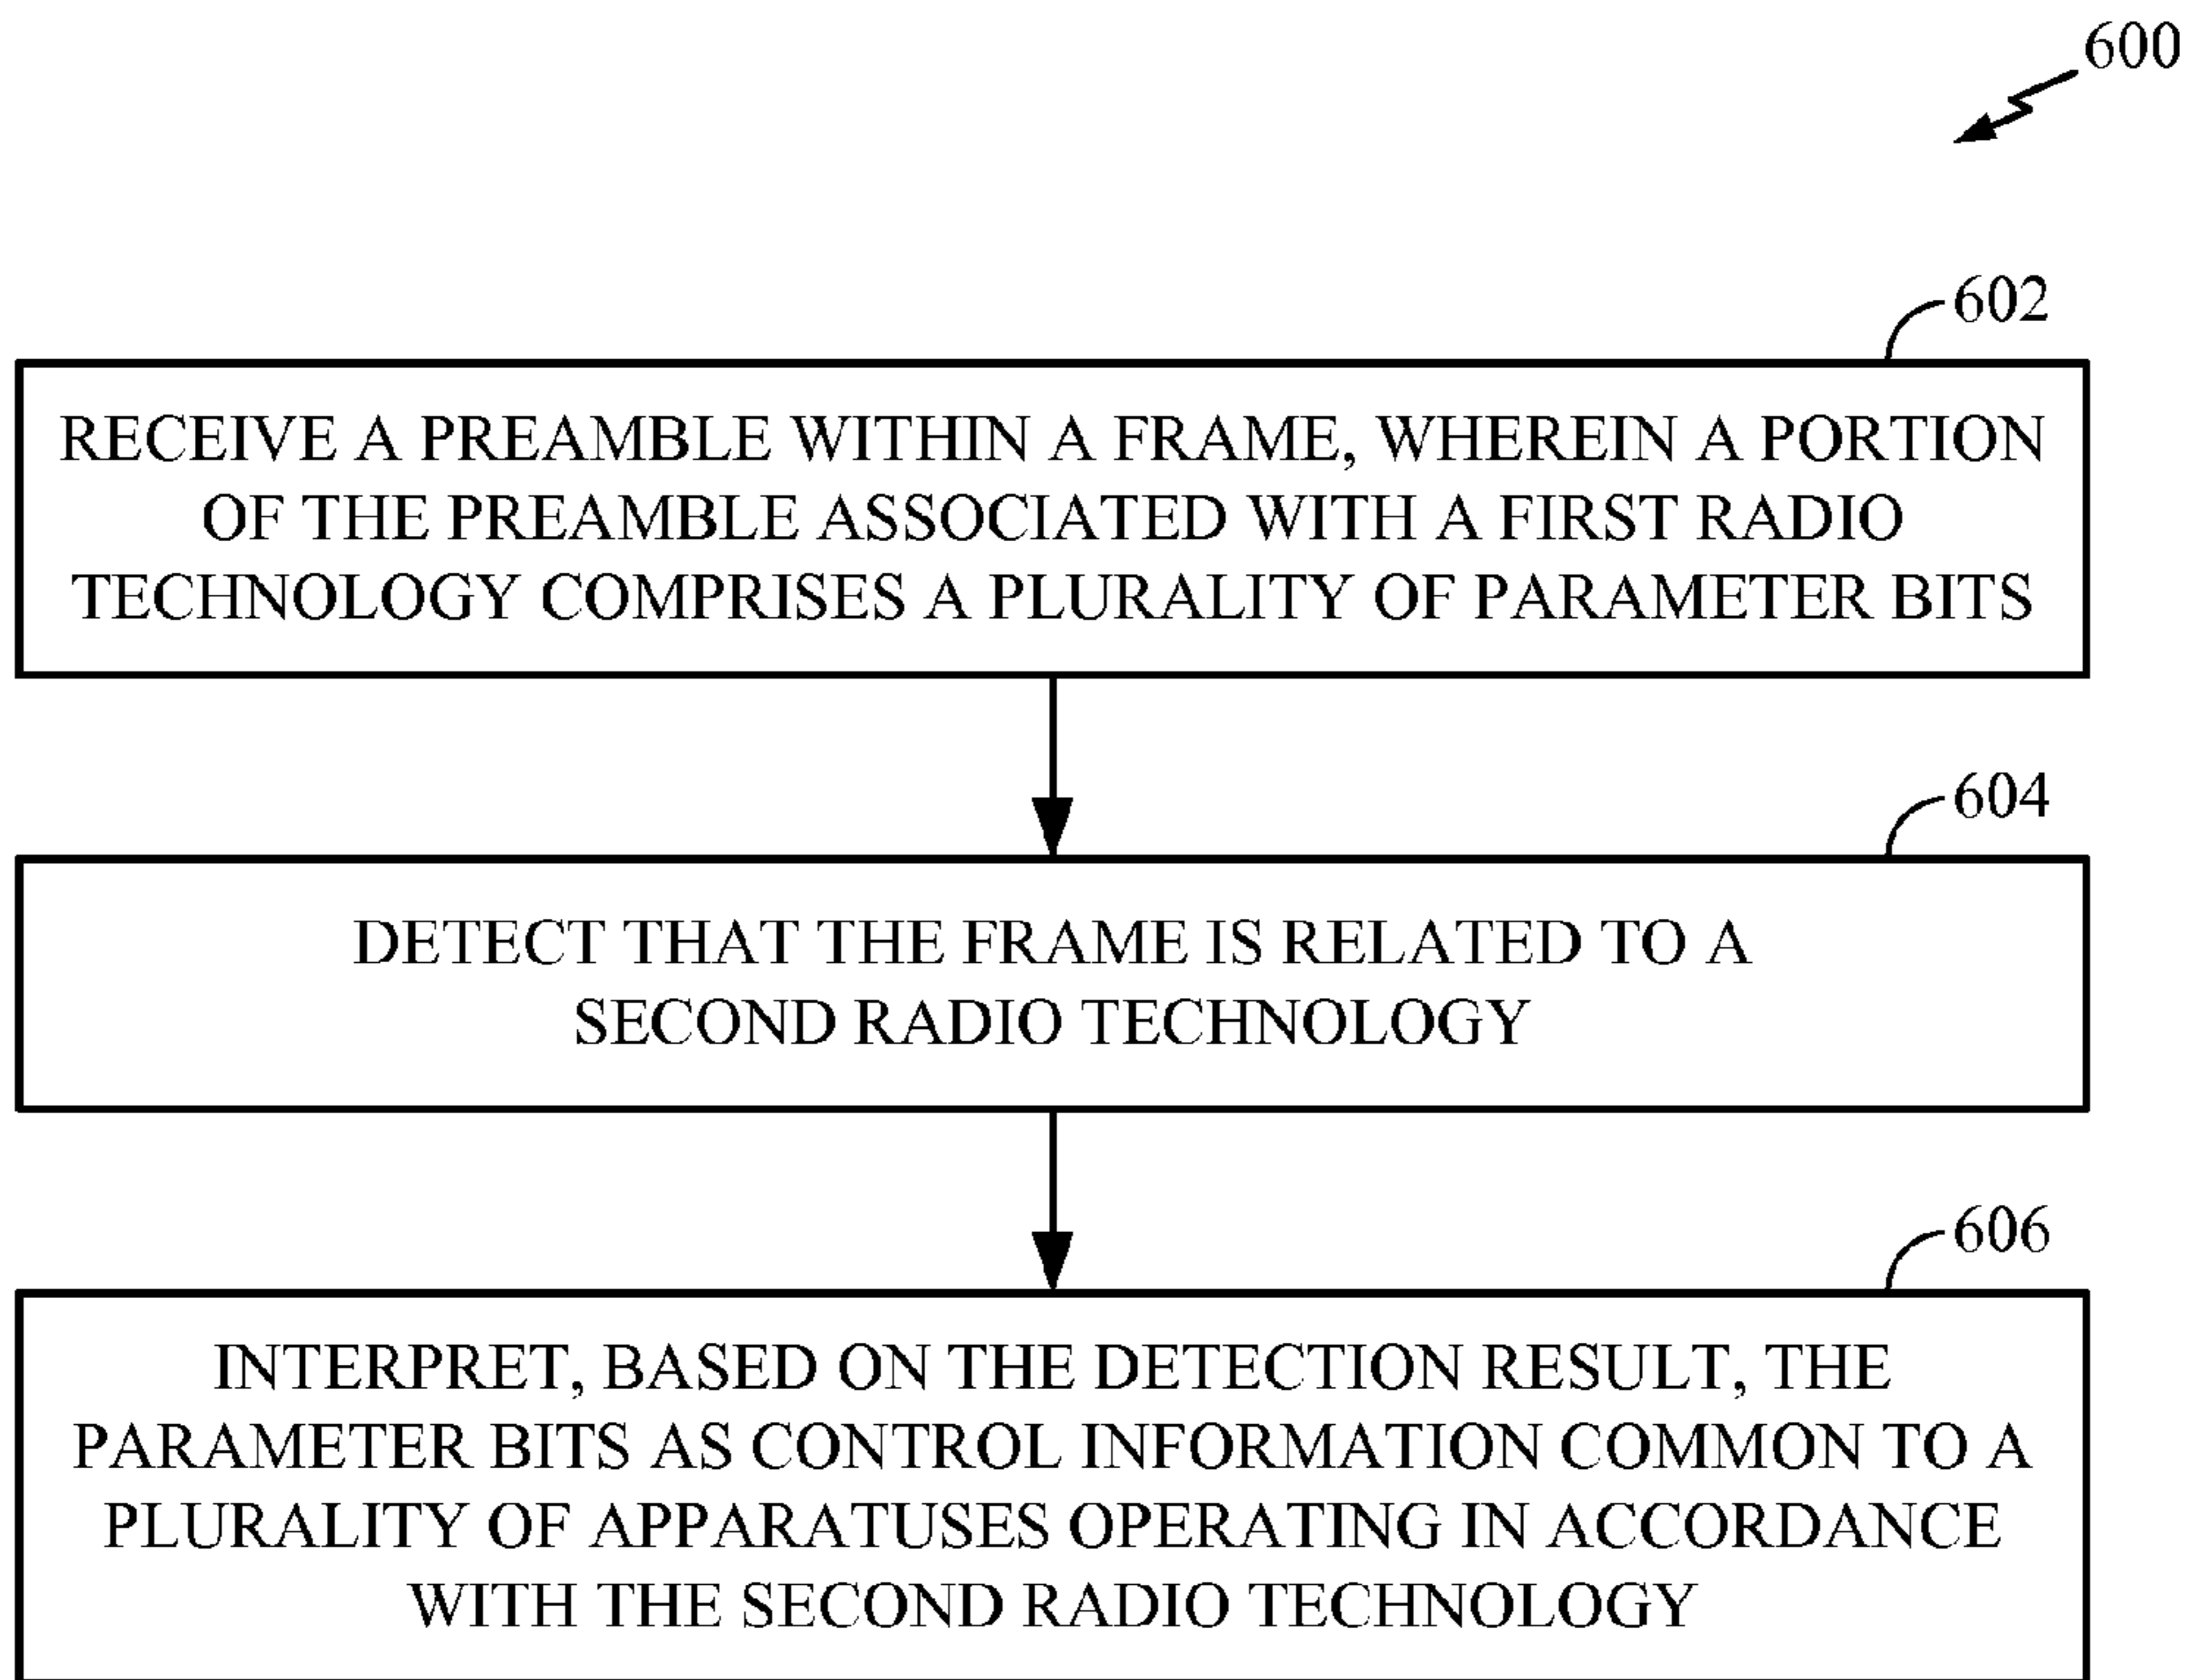 600
602
RECEIVE A PREAMBLE WITHIN A FRAME, WHEREIN A PORTION
OF THE PREAMBLE ASSOCIATED WITH A FIRST RADIO
TECHNOLOGY COMPRISES A PLURALITY OF PARAMETER BITS
604
DETECT THAT THE FRAME IS RELATED TO A
SECOND RADIO TECHNOLOGY
606
INTERPRET, BASED ON THE DETECTION RESULT, THE
PARAMETER BITS AS CONTROL INFORMATION COMMON TO A
PLURALITY OF APPARATUSES OPERATING IN ACCORDANCE
WITH THE SECOND RADIO TECHNOLOGY